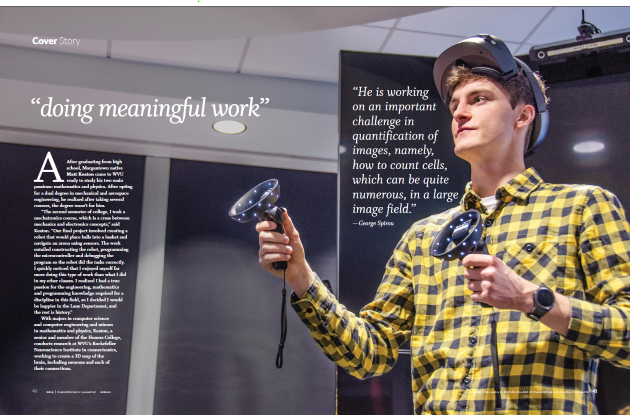 Cover Story
“doing meaningful work”
“He is working
on an important
challenge in
quantification of
images, namely,
how to count cells,
which can be quite
numerous, in a large
image field.”
—George Spirou
After graduating from high
school, Morgantown native
Matt Keaton came to WVU
ready to study his two main
passions: mathematics and physics. After opting
for a dual degree in mechanical and aerospace
engineering, he realized after taking several
courses, the degree wasn't for him.
"The second semester of college, I took a
mechatronics course, which is a cross between
mechanics and electronics concepts," said
Keaton. "Our final project involved creating a
robot that would place balls into a basket and
navigate an arena using sensors. The work
entailed constructing the robot, programming
the microcontroller and debugging the
program so the robot did the tasks correctly.
I quickly noticed that I enjoyed myself far
more doing this type of work than what I did
in my other classes. I realized I had a true
passion for the engineering, mathematics
and programming knowledge required for a
discipline in this field, so I decided I would
be happier in the Lane Department, and
the rest is history."
With majors in computer science
and computer engineering and minors
in mathematics and physics, Keaton, a
senior and member of the Honors College,
conducts research at WVU's Rockefeller
Neuroscience Institute in connectomics,
working to create a 3D map of the
brain, including neurons and each of
their connections.
40
41